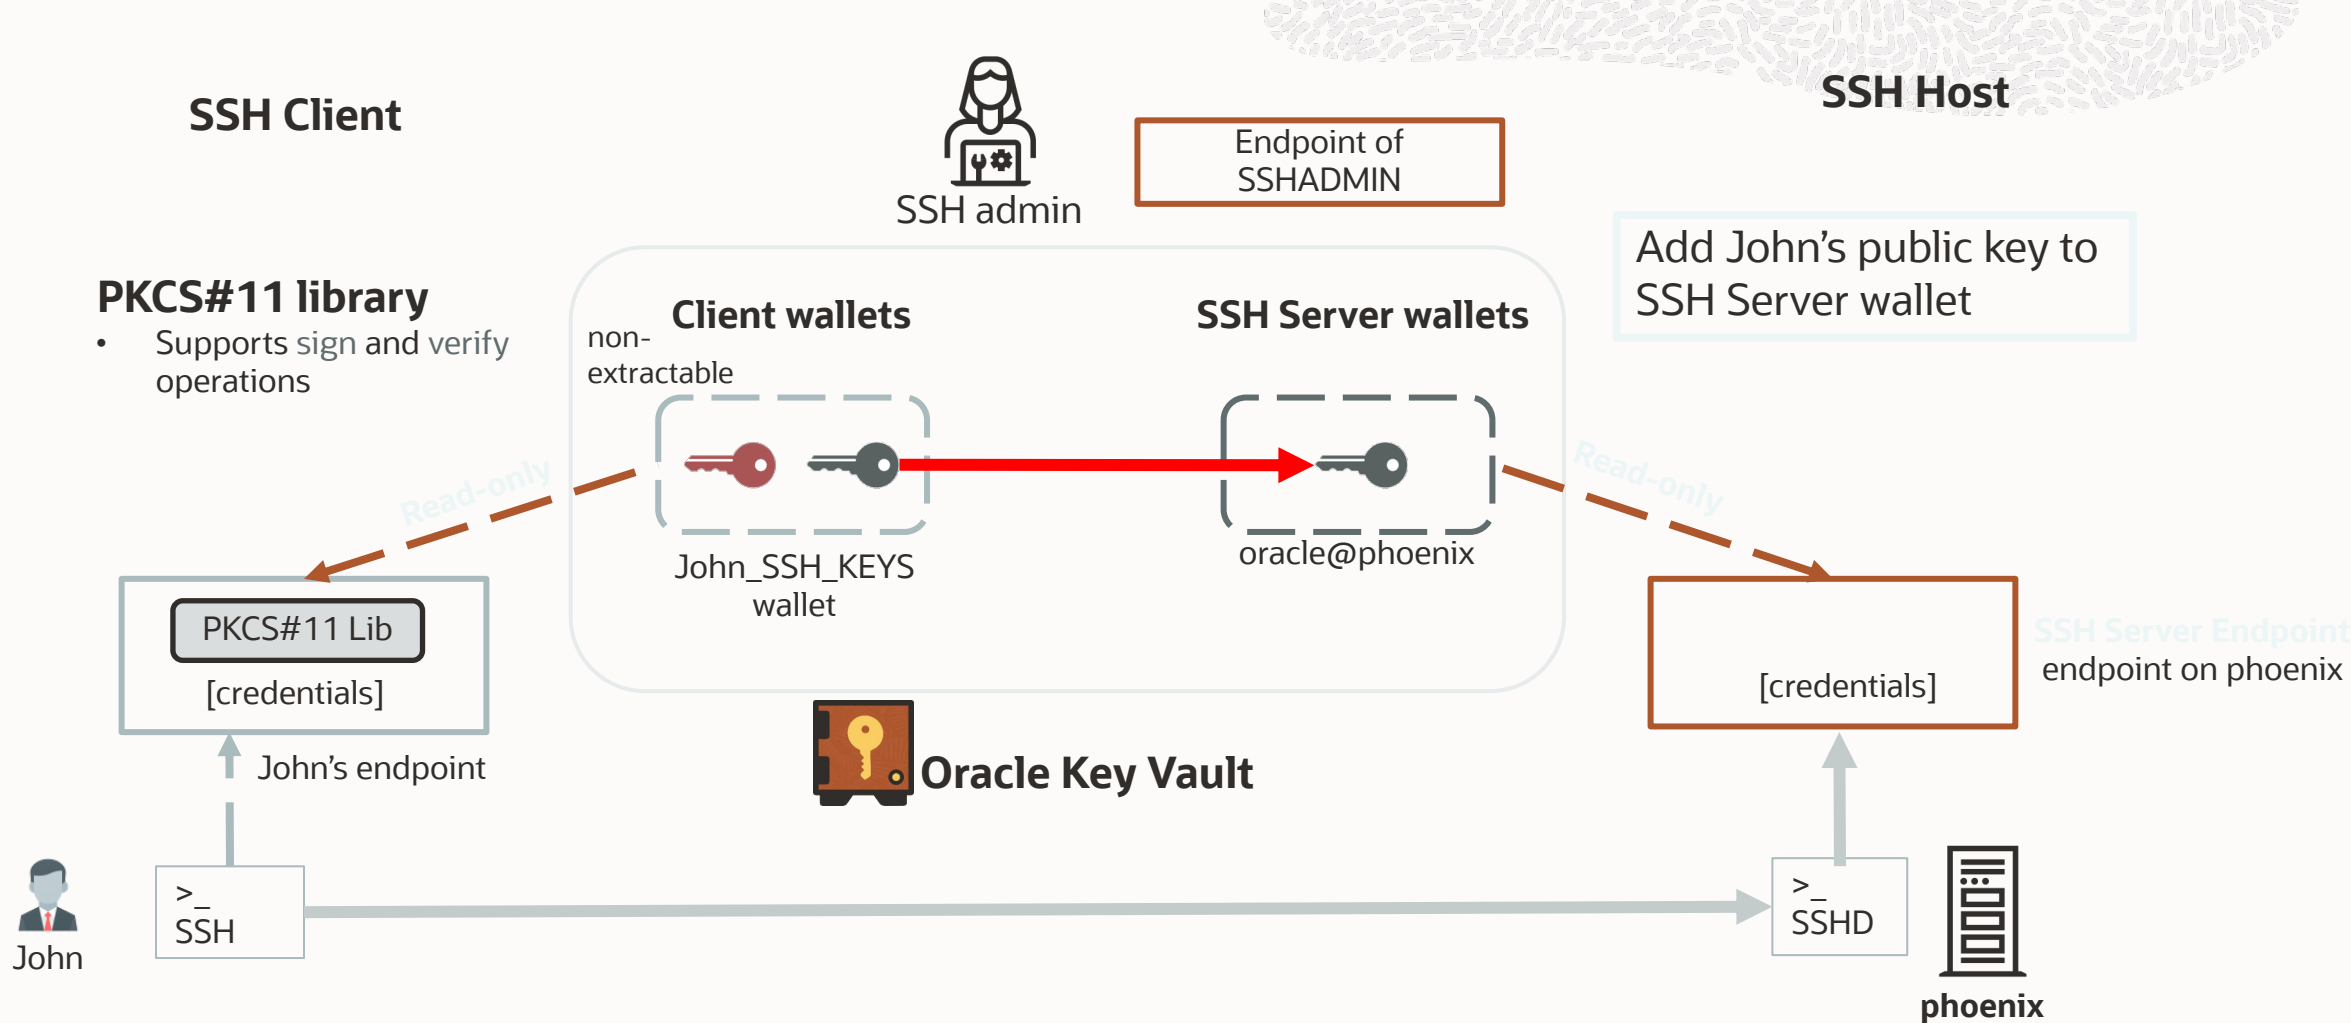 SSH Client
SSH Host
SSH admin
Endpoint of
SSHADMIN
Add John’s public key to
SSH Server wallet
PKCS#11 library
• Supports sign and verify
operations
Client wallets
SSH Server wallets
non-
extractable
Read-only
Read-only
John_SSH_KEYS
wallet
oracle@phoenix
PKCS#11 Lib
[credentials]
[credentials]
SSH Server Endpoint
endpoint on phoenix
John’s endpoint
Oracle Key Vault
>_
SSH
>_
SSHD
John
phoenix